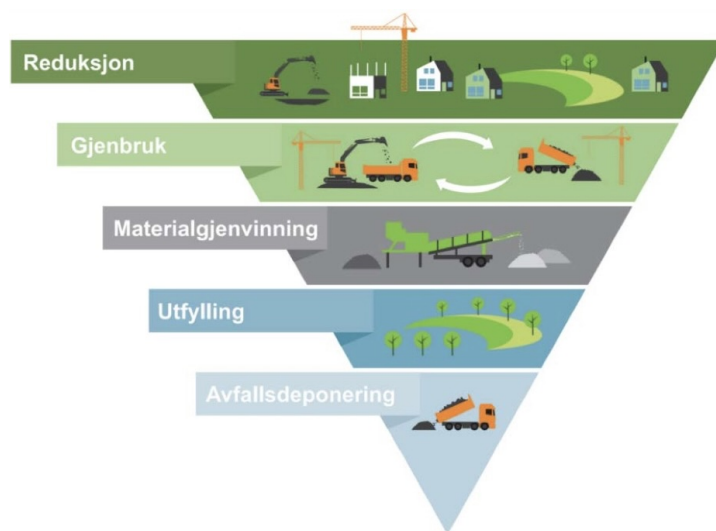 Reduksjon
Gjenbruk
Materialgjenvinning
Utfylling
Avfallsdeponering